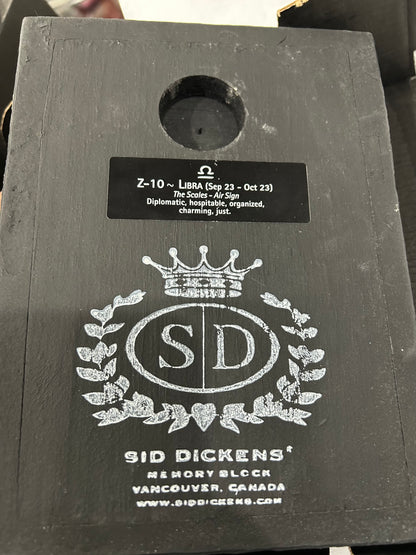 ♎
Z-10 ~ LIBRA (Sep 23 - Oct 23)
The Scales - Air Sign
Diplomatic, hospitable, organized,
charming, just.
S D
SID DICKENS®
MEMORY BLOCK
VANCOUVER, CANADA
WWW.SIDDICKENS.COM